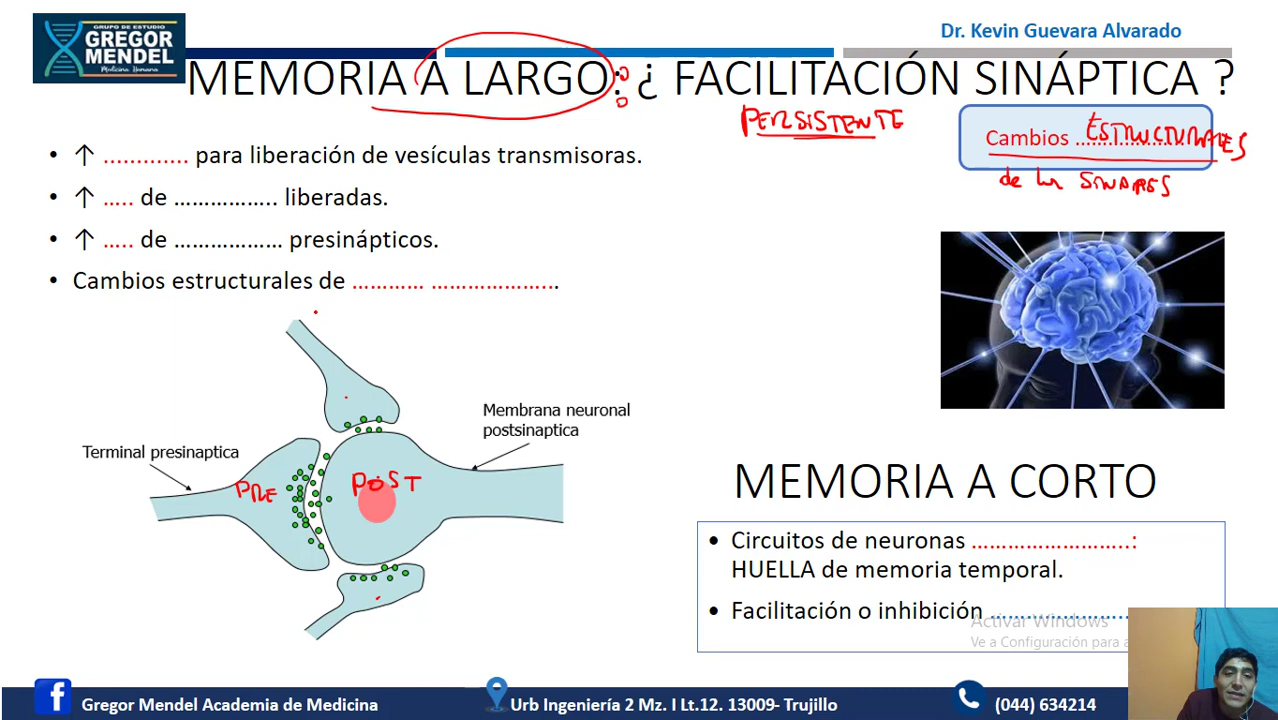 GRUPO DE ESTUDIO
GREGOR
MENDEL
Medicina Humana
Dr. Kevin Guevara Alvarado
MEMORIA A LARGO: ¿ FACILITACIÓN SINÁPTICA ?
PERSISTENTE
Cambios .................. ESTRUCTURALES
de la SINAPSIS
• ↑ ............. para liberación de vesículas transmisoras.
• ↑ ..... de ................. liberadas.
• ↑ ..... de .................. presinápticos.
• Cambios estructurales de ............ .....................
Terminal presinaptica
Membrana neuronal
postsinaptica
PRE
POST
MEMORIA A CORTO
• Circuitos de neuronas ..........................:
HUELLA de memoria temporal.
• Facilitación o inhibición .......................
Activar Windows
Ve a Configuración para a
Gregor Mendel Academia de Medicina
Urb Ingeniería 2 Mz. I Lt.12. 13009- Trujillo
(044) 634214